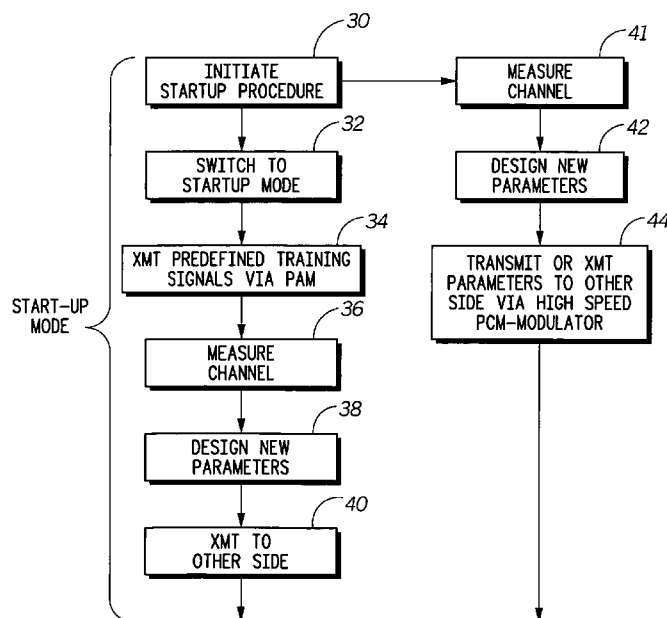 30
INITIATE
STARTUP PROCEDURE
32
SWITCH TO
STARTUP MODE
34
XMT PREDEFINED TRAINING
SIGNALS VIA PAM
START-UP
MODE
36
MEASURE
CHANNEL
38
DESIGN NEW
PARAMETERS
40
XMT TO
OTHER SIDE
41
MEASURE
CHANNEL
42
DESIGN NEW
PARAMETERS
44
TRANSMIT OR XMT
PARAMETERS TO OTHER
SIDE VIA HIGH SPEED
PCM-MODULATOR